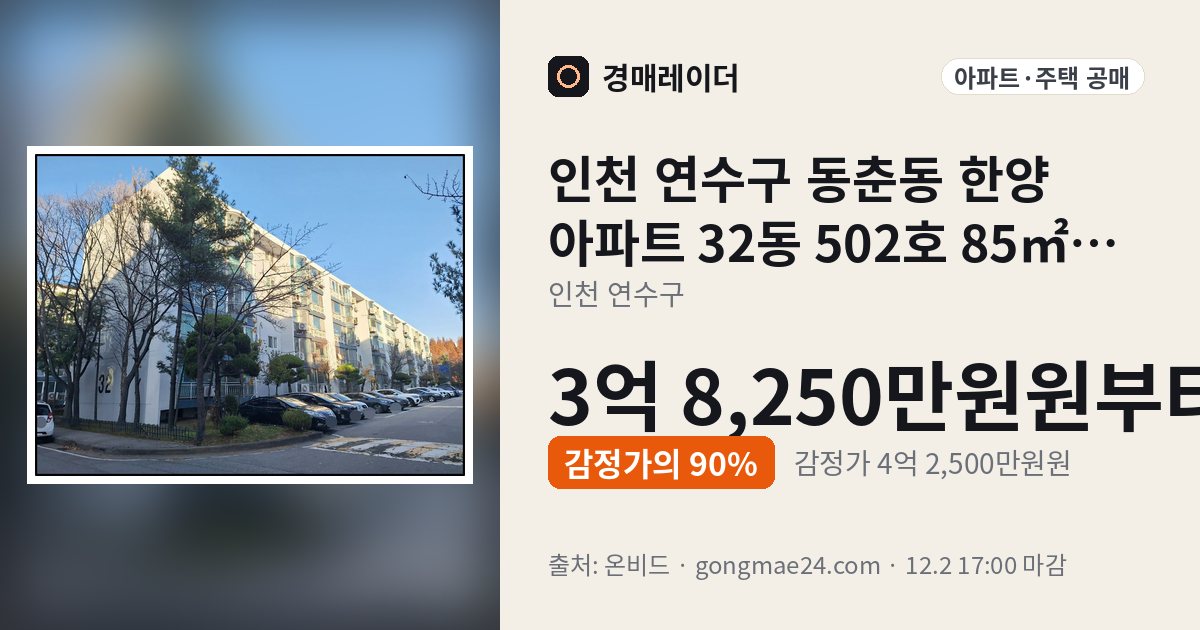 경매레이더
아파트·주택 공매
인천 연수구 동춘동 한양
아파트 32동 502호 85㎡…
인천 연수구
3억 8,250만원원부터
감정가의 90%
감정가 4억 2,500만원원
출처: 온비드 · gongmae24.com · 12.2 17:00 마감
32